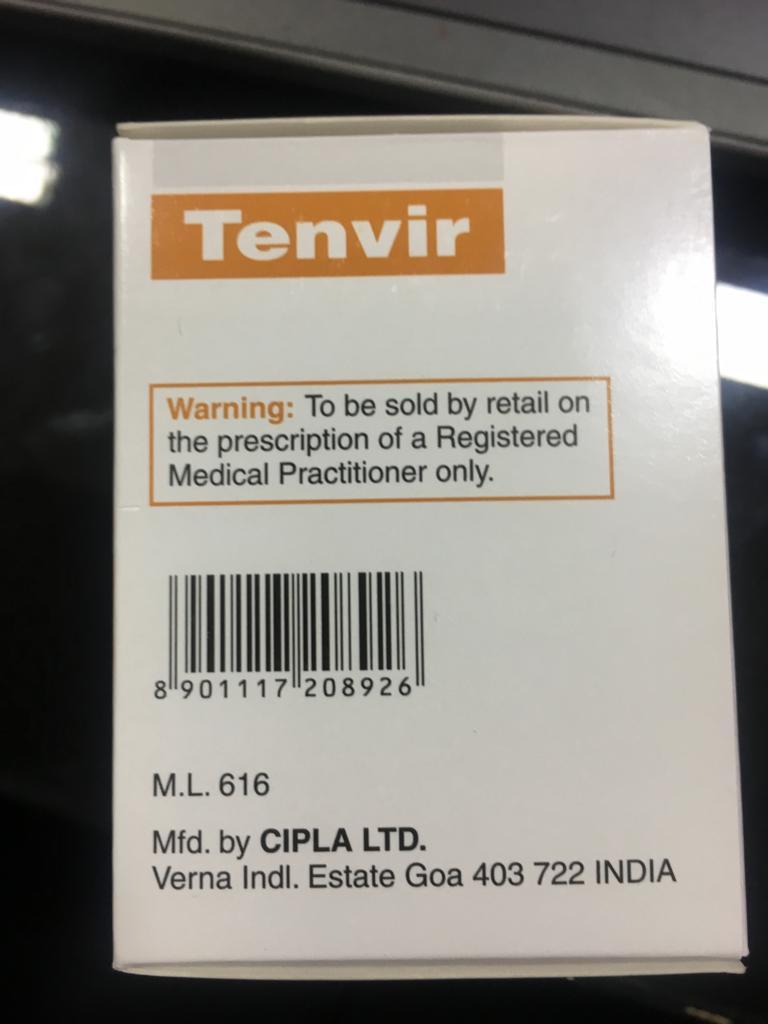 Tenvir
Warning: To be sold by retail on
the prescription of a Registered
Medical Practitioner only.
8 901117 208926
M.L. 616
Mfd. by CIPLA LTD.
Verna Indl. Estate Goa 403 722 INDIA